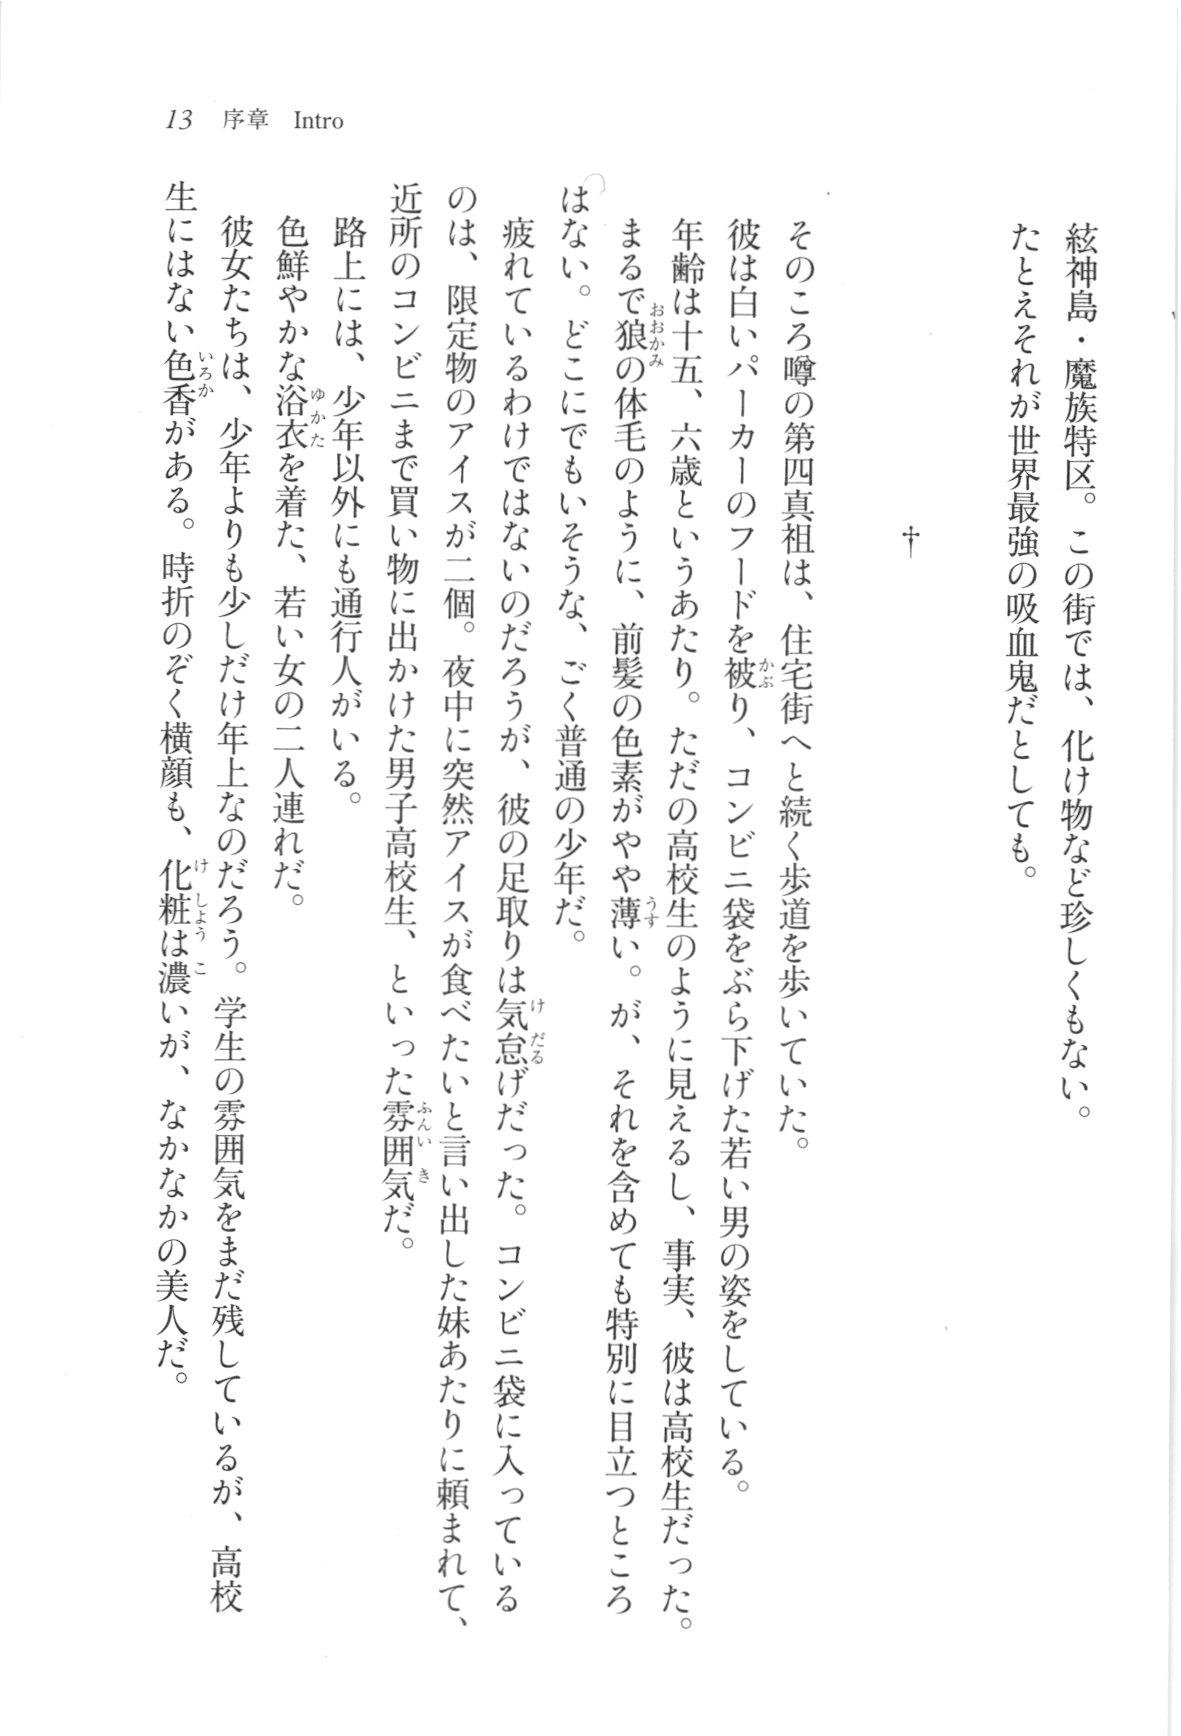 13 序章 Intro
絃神島・魔族特区。この街では、化け物など珍しくもない。
たとえそれが世界最強の吸血鬼だとしても。
†
そのころ噂の第四真祖は、住宅街へと続く歩道を歩いていた。
彼は白いパーカーのフードを被り、コンビニ袋をぶら下げた若い男の姿をしている。
年齢は十五、六歳というあたり。ただの高校生のように見えるし、事実、彼は高校生だった。
まるで狼の体毛のように、前髪の色素がやや薄い。が、それを含めても特別に目立つところ
はない。どこにでもいそうな、ごく普通の少年だ。
疲れているわけではないのだろうが、彼の足取りは気怠げだった。コンビニ袋に入っている
のは、限定物のアイスが二個。夜中に突然アイスが食べたいと言い出した妹あたりに頼まれて、
近所のコンビニまで買い物に出かけた男子高校生、といった雰囲気だ。
路上には、少年以外にも通行人がいる。
色鮮やかな浴衣を着た、若い女の二人連れだ。
彼女たちは、少年よりも少しだけ年上なのだろう。学生の雰囲気をまだ残しているが、高校
生にはない色香がある。時折のぞく横顔も、化粧は濃いが、なかなかの美人だ。